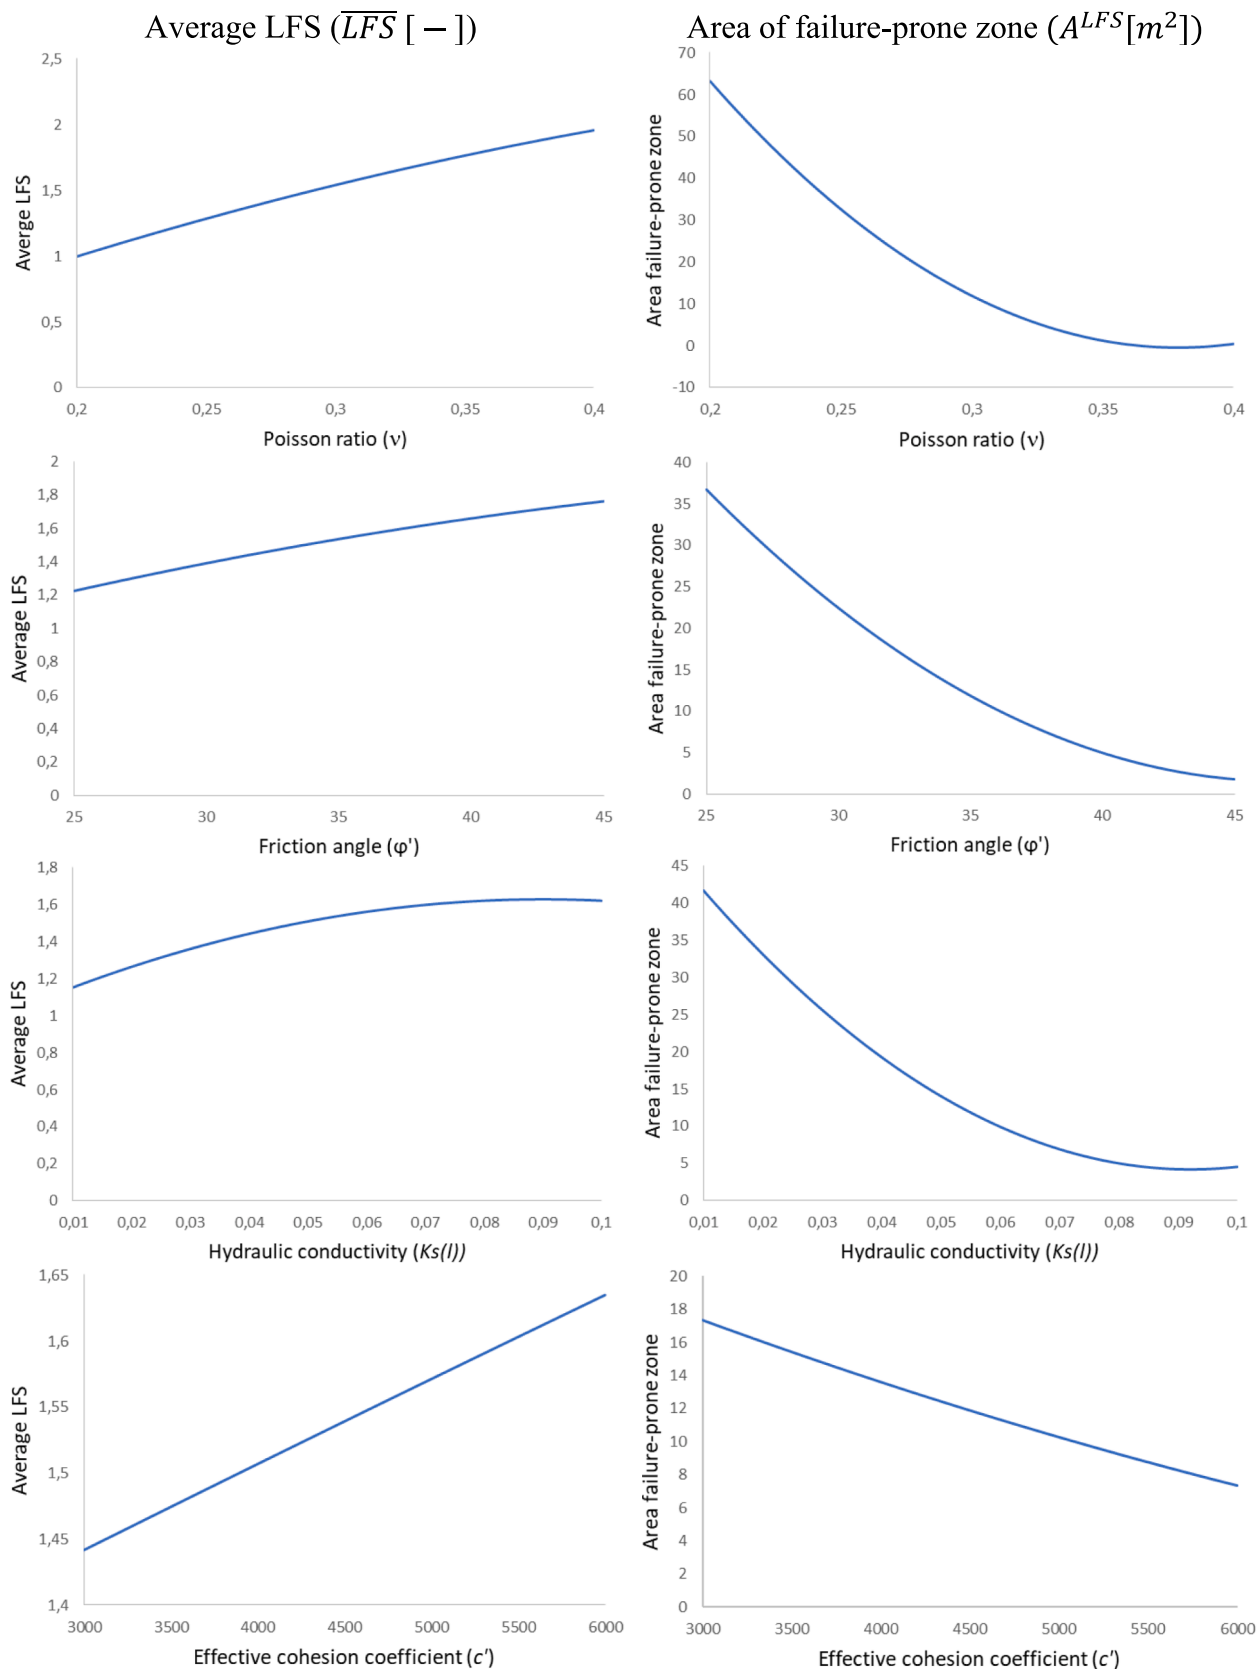 Average LFS (LFS [ − ])
Area of failure-prone zone (A^LFS[m²])
2,5
2
1,5
1
0,5
0
Averge LFS
0,2 0,25 0,3 0,35 0,4
Poisson ratio (ν)
70
60
50
40
30
20
10
0
-10
Area failure-prone zone
0,2 0,25 0,3 0,35 0,4
Poisson ratio (ν)
2
1,8
1,6
1,4
1,2
1
0,8
0,6
0,4
0,2
0
Average LFS
25 30 35 40 45
Friction angle (φ')
40
35
30
25
20
15
10
5
0
Area failure-prone zone
25 30 35 40 45
Friction angle (φ')
1,8
1,6
1,4
1,2
1
0,8
0,6
0,4
0,2
0
Average LFS
0,01 0,02 0,03 0,04 0,05 0,06 0,07 0,08 0,09 0,1
Hydraulic conductivity (Ks(l))
45
40
35
30
25
20
15
10
5
0
Area failure-prone zone
0,01 0,02 0,03 0,04 0,05 0,06 0,07 0,08 0,09 0,1
Hydraulic conductivity (Ks(l))
1,65
1,6
1,55
1,5
1,45
1,4
Average LFS
3000 3500 4000 4500 5000 5500 6000
Effective cohesion coefficient (c')
20
18
16
14
12
10
8
6
4
2
0
Area failure-prone zone
3000 3500 4000 4500 5000 5500 6000
Effective cohesion coefficient (c')